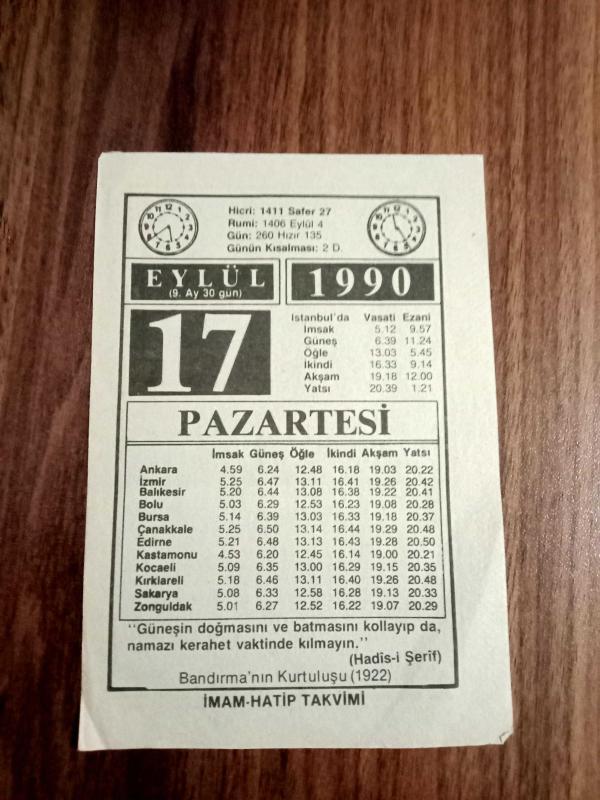 Hicri: 1411 Safer 27
Rumi: 1406 Eylül 4
Gün: 260 Hızır 135
Günün Kısalması: 2 D.
EYLÜL
(9. Ay 30 gün)
1990
17
İstanbul'da Vasati Ezani
İmsak 5.12 9.57
Güneş 6.39 11.24
Öğle 13.03 5.45
İkindi 16.33 9.14
Akşam 19.18 12.00
Yatsı 20.39 1.21
PAZARTESİ
İmsak Güneş Öğle İkindi Akşam Yatsı
Ankara 4.59 6.24 12.48 16.18 19.03 20.22
İzmir 5.25 6.47 13.11 16.41 19.26 20.42
Balıkesir 5.20 6.44 13.08 16.38 19.22 20.41
Bolu 5.03 6.29 12.53 16.23 19.08 20.28
Bursa 5.14 6.39 13.03 16.33 19.18 20.37
Çanakkale 5.25 6.50 13.14 16.44 19.29 20.48
Edirne 5.21 6.48 13.13 16.43 19.28 20.50
Kastamonu 4.53 6.20 12.45 16.14 19.00 20.21
Kocaeli 5.09 6.35 13.00 16.29 19.15 20.35
Kırklareli 5.18 6.46 13.11 16.40 19.26 20.48
Sakarya 5.08 6.33 12.58 16.28 19.13 20.33
Zonguldak 5.01 6.27 12.52 16.22 19.07 20.29
"Güneşin doğmasını ve batmasını kollayıp da,
namazı kerahet vaktinde kılmayın."
(Hadîs-i Şerîf)
Bandırma'nın Kurtuluşu (1922)
İMAM-HATİP TAKVİMİ